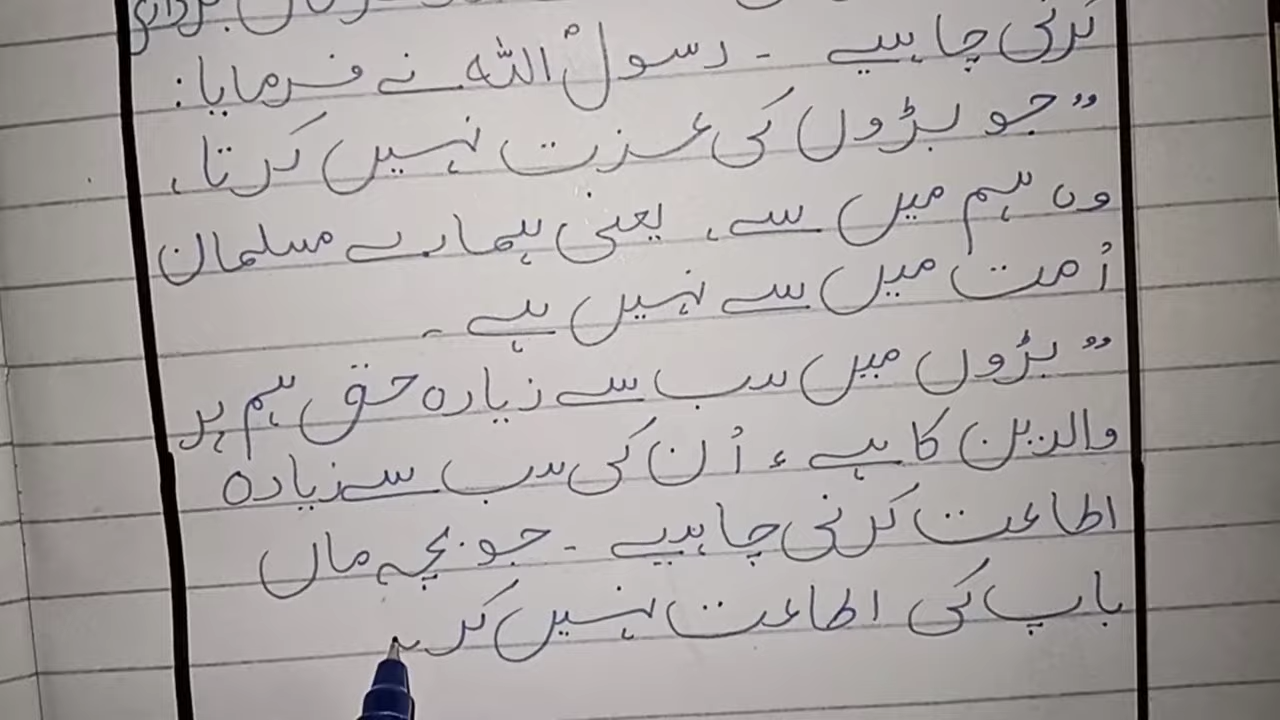 کرنی چاہیے ۔ رسولؐ اللہ نے فرمایا:
”جو بڑوں کی عزت نہیں کرتا،
وہ ہم میں سے، یعنی ہمارے مسلمان
اُمت میں سے نہیں ہے ۔
”بڑوں میں سب سے زیادہ حق ہم پر
والدین کا ہے ، اُن کی سب سے زیادہ
اطاعت کرنی چاہیے ۔ جو بچہ ماں
باپ کی اطاعت نہیں کر